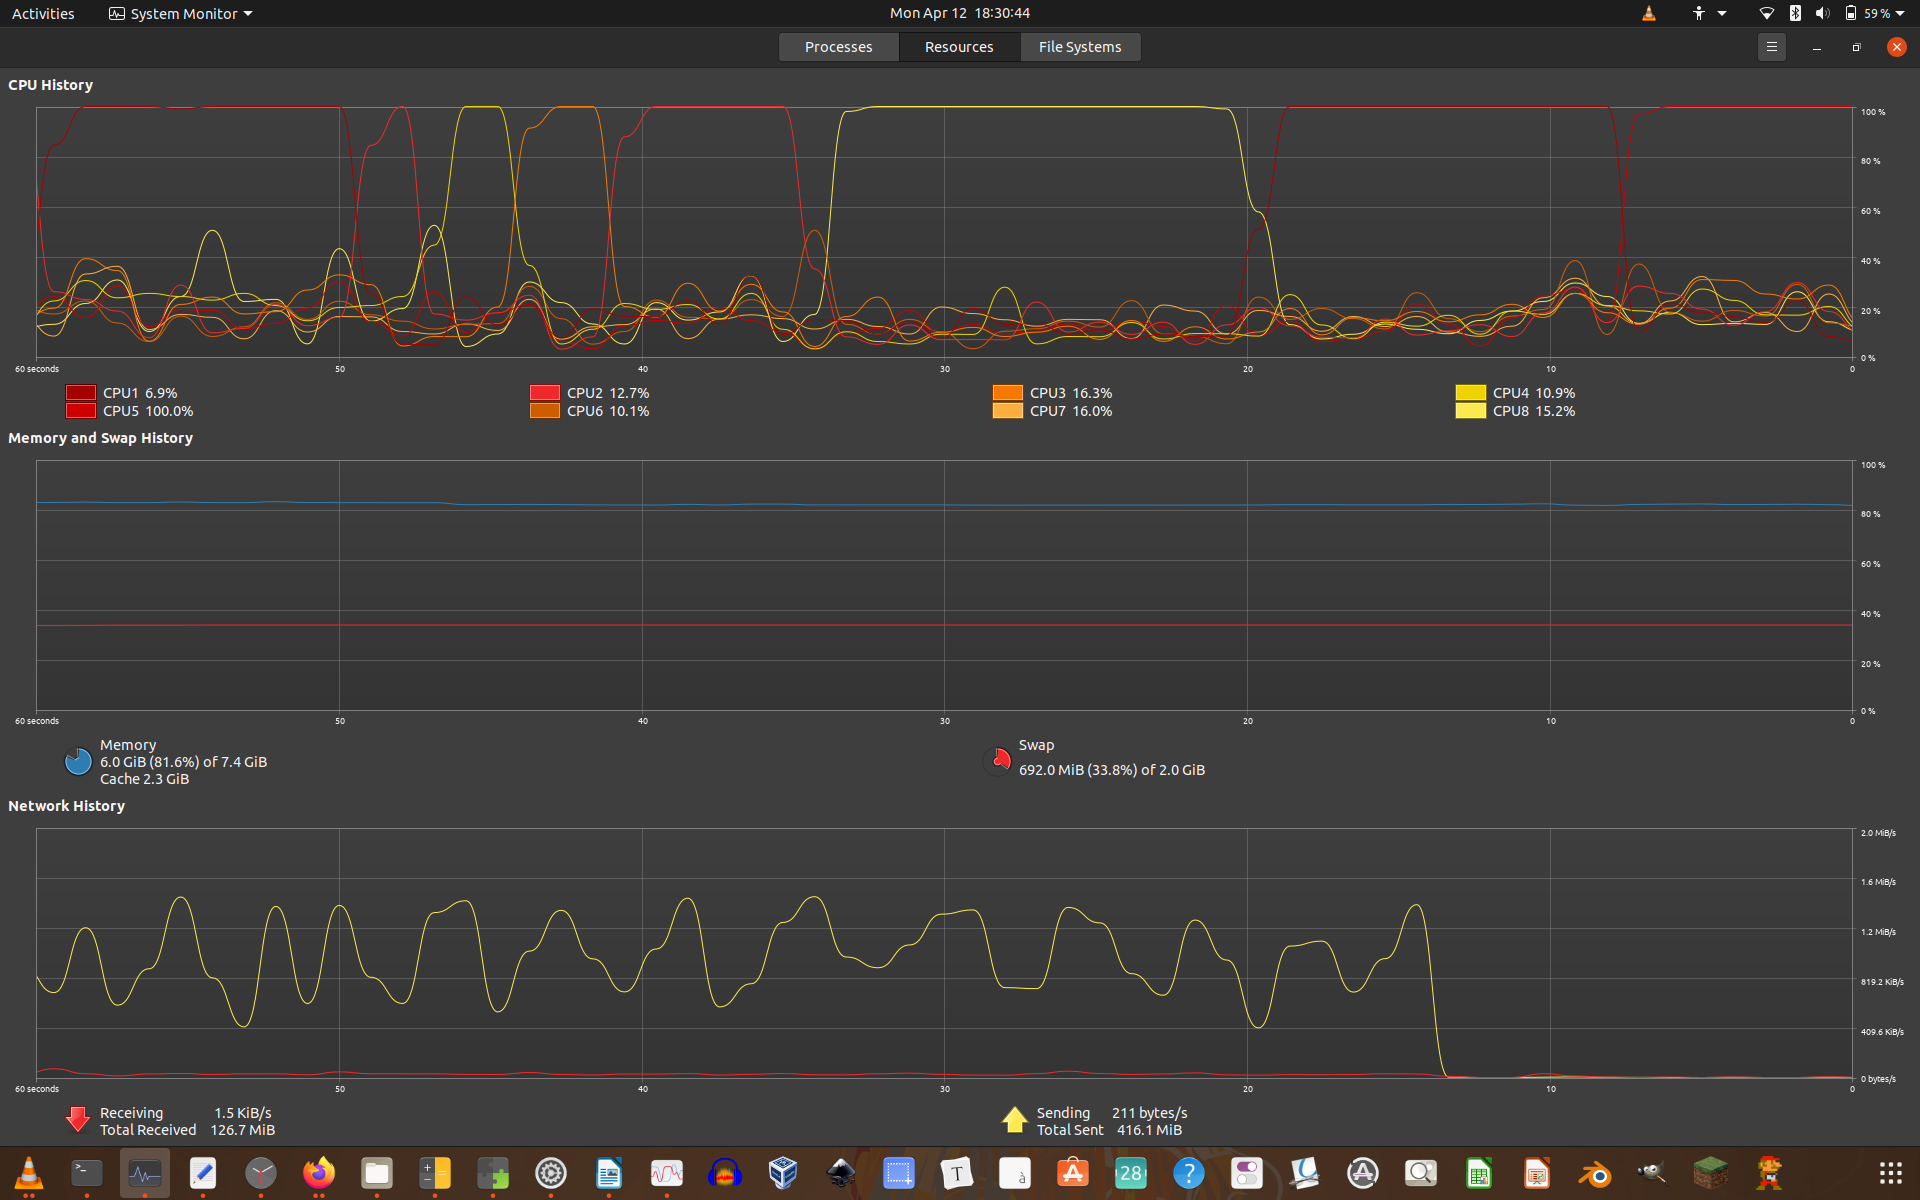 Activities System Monitor Mon Apr 12 18:30:44 59 %
Processes Resources File Systems
CPU History
100 %
80 %
60 %
40 %
20 %
0 %
60 seconds 50 40 30 20 10 0
CPU1 6.9% CPU2 12.7% CPU3 16.3% CPU4 10.9%
CPU5 100.0% CPU6 10.1% CPU7 16.0% CPU8 15.2%
Memory and Swap History
100 %
80 %
60 %
40 %
20 %
0 %
60 seconds 50 40 30 20 10 0
Memory
6.0 GiB (81.6%) of 7.4 GiB
Cache 2.3 GiB
Swap
692.0 MiB (33.8%) of 2.0 GiB
Network History
2.0 MiB/s
1.6 MiB/s
1.2 MiB/s
819.2 KiB/s
409.6 KiB/s
0 bytes/s
60 seconds 50 40 30 20 10 0
Receiving 1.5 KiB/s
Total Received 126.7 MiB
Sending 211 bytes/s
Total Sent 416.1 MiB
>_ T à A 28 ?